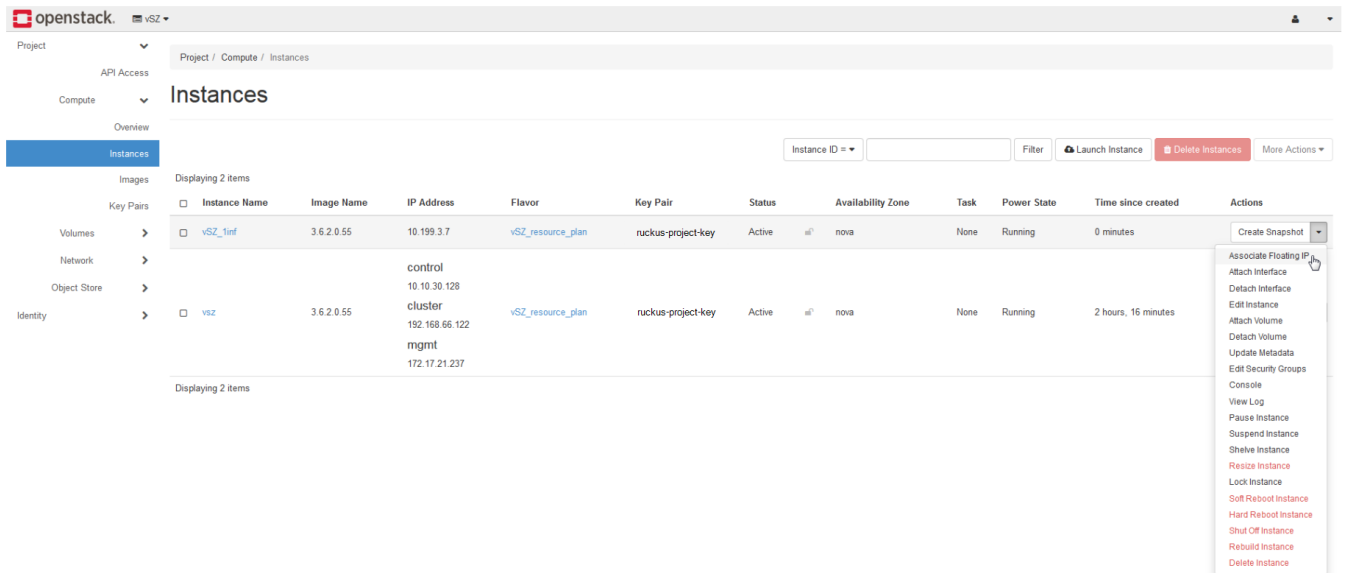 openstack. vSZ
Project
API Access
Compute
Overview
Instances
Images
Key Pairs
Volumes
Network
Object Store
Identity
Project / Compute / Instances
Instances
Instance ID = Filter Launch Instance Delete Instances More Actions
Displaying 2 items
Instance Name Image Name IP Address Flavor Key Pair Status Availability Zone Task Power State Time since created Actions
vSZ_1inf 3.6.2.0.55 10.199.3.7 vSZ_resource_plan ruckus-project-key Active nova None Running 0 minutes Create Snapshot
control
10.10.30.128
cluster
vsz 3.6.2.0.55 192.168.66.122 vSZ_resource_plan ruckus-project-key Active nova None Running 2 hours, 16 minutes
mgmt
172.17.21.237
Displaying 2 items
Associate Floating IP
Attach Interface
Detach Interface
Edit Instance
Attach Volume
Detach Volume
Update Metadata
Edit Security Groups
Console
View Log
Pause Instance
Suspend Instance
Shelve Instance
Resize Instance
Lock Instance
Soft Reboot Instance
Hard Reboot Instance
Shut Off Instance
Rebuild Instance
Delete Instance